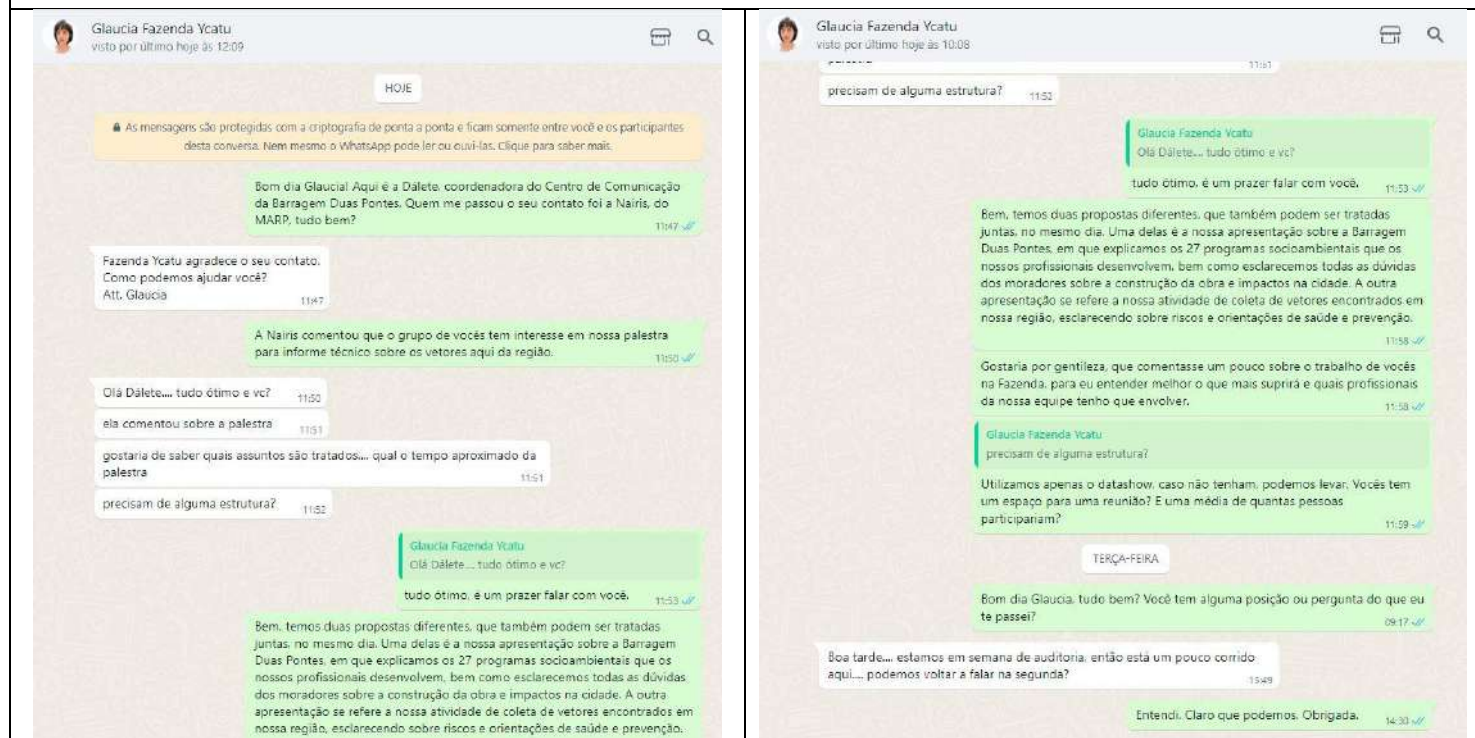 Glaucia Fazenda Ycatu
visto por último hoje às 12:09
HOJE
As mensagens são protegidas com a criptografia de ponta a ponta e ficam somente entre você e os participantes
desta conversa. Nem mesmo o WhatsApp pode ler ou ouvi-las. Clique para saber mais.
Bom dia Glaucia! Aqui é a Dálete, coordenadora do Centro de Comunicação
da Barragem Duas Pontes. Quem me passou o seu contato foi a Nairis, do
MARP, tudo bem?
11:47
Fazenda Ycatu agradece o seu contato.
Como podemos ajudar você?
Att, Glaucia
11:47
A Nairis comentou que o grupo de vocês tem interesse em nossa palestra
para informe técnico sobre os vetores aqui da região.
11:50
Olá Dálete.... tudo ótimo e vc?
11:50
ela comentou sobre a palestra
11:51
gostaria de saber quais assuntos são tratados.... qual o tempo aproximado da
palestra
11:51
precisam de alguma estrutura?
11:52
Glaucia Fazenda Ycatu
Olá Dálete.... tudo ótimo e vc?
tudo ótimo, é um prazer falar com você.
11:53
Bem, temos duas propostas diferentes, que também podem ser tratadas
juntas, no mesmo dia. Uma delas é a nossa apresentação sobre a Barragem
Duas Pontes, em que explicamos os 27 programas socioambientais que os
nossos profissionais desenvolvem, bem como esclarecemos todas as dúvidas
dos moradores sobre a construção da obra e impactos na cidade. A outra
apresentação se refere a nossa atividade de coleta de vetores encontrados em
nossa região, esclarecendo sobre riscos e orientações de saúde e prevenção.
Glaucia Fazenda Ycatu
visto por último hoje às 10:08
palestra
11:51
precisam de alguma estrutura?
11:52
Glaucia Fazenda Ycatu
Olá Dálete.... tudo ótimo e vc?
tudo ótimo, é um prazer falar com você.
11:53
Bem, temos duas propostas diferentes, que também podem ser tratadas
juntas, no mesmo dia. Uma delas é a nossa apresentação sobre a Barragem
Duas Pontes, em que explicamos os 27 programas socioambientais que os
nossos profissionais desenvolvem, bem como esclarecemos todas as dúvidas
dos moradores sobre a construção da obra e impactos na cidade. A outra
apresentação se refere a nossa atividade de coleta de vetores encontrados em
nossa região, esclarecendo sobre riscos e orientações de saúde e prevenção.
11:58
Gostaria por gentileza, que comentasse um pouco sobre o trabalho de vocês
na Fazenda, para eu entender melhor o que mais suprirá e quais profissionais
da nossa equipe tenho que envolver.
11:58
Glaucia Fazenda Ycatu
precisam de alguma estrutura?
Utilizamos apenas o datashow, caso não tenham, podemos levar. Vocês tem
um espaço para uma reunião? E uma média de quantas pessoas
participariam?
11:59
TERÇA-FEIRA
Bom dia Glaucia, tudo bem? Você tem alguma posição ou pergunta do que eu
te passei?
09:17
Boa tarde.... estamos em semana de auditoria, então está um pouco corrido
aqui.... podemos voltar a falar na segunda?
Entendi. Claro que podemos. Obrigada.
14:30